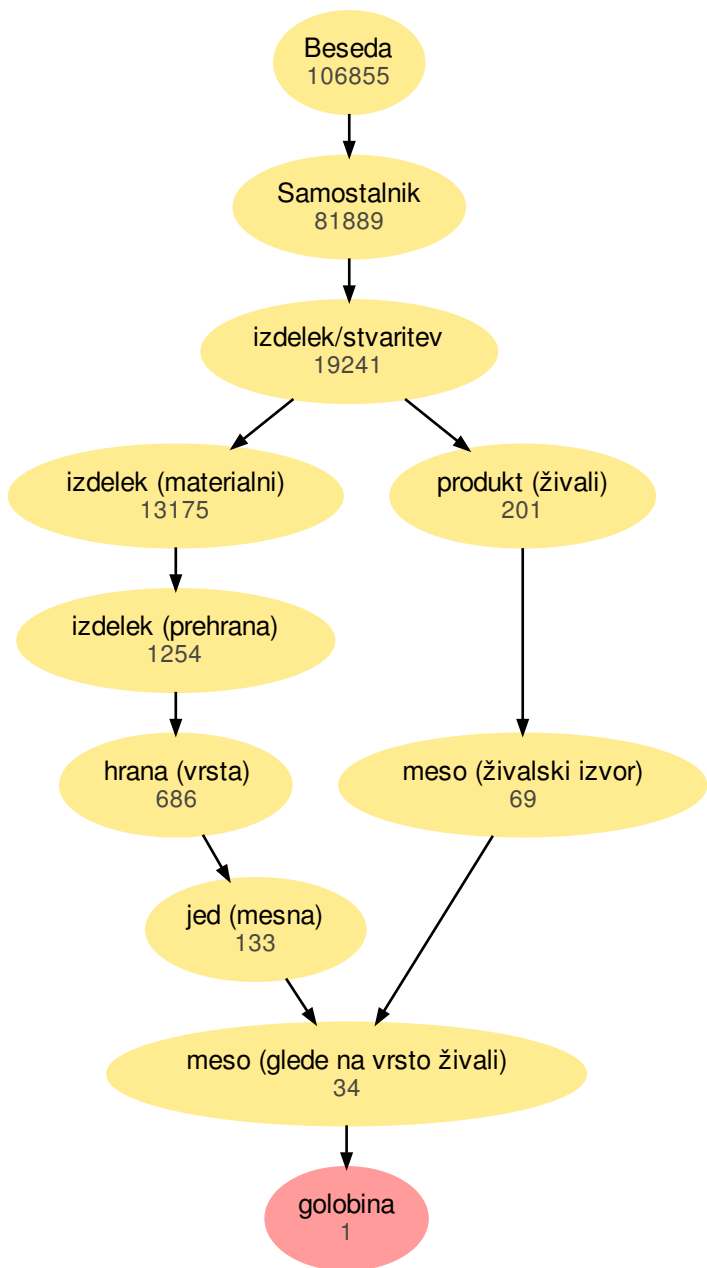 Beseda
106855
Samostalnik
81889
izdelek/stvaritev
19241
izdelek (materialni)
13175
produkt (živali)
201
izdelek (prehrana)
1254
hrana (vrsta)
686
meso (živalski izvor)
69
jed (mesna)
133
meso (glede na vrsto živali)
34
golobina
1